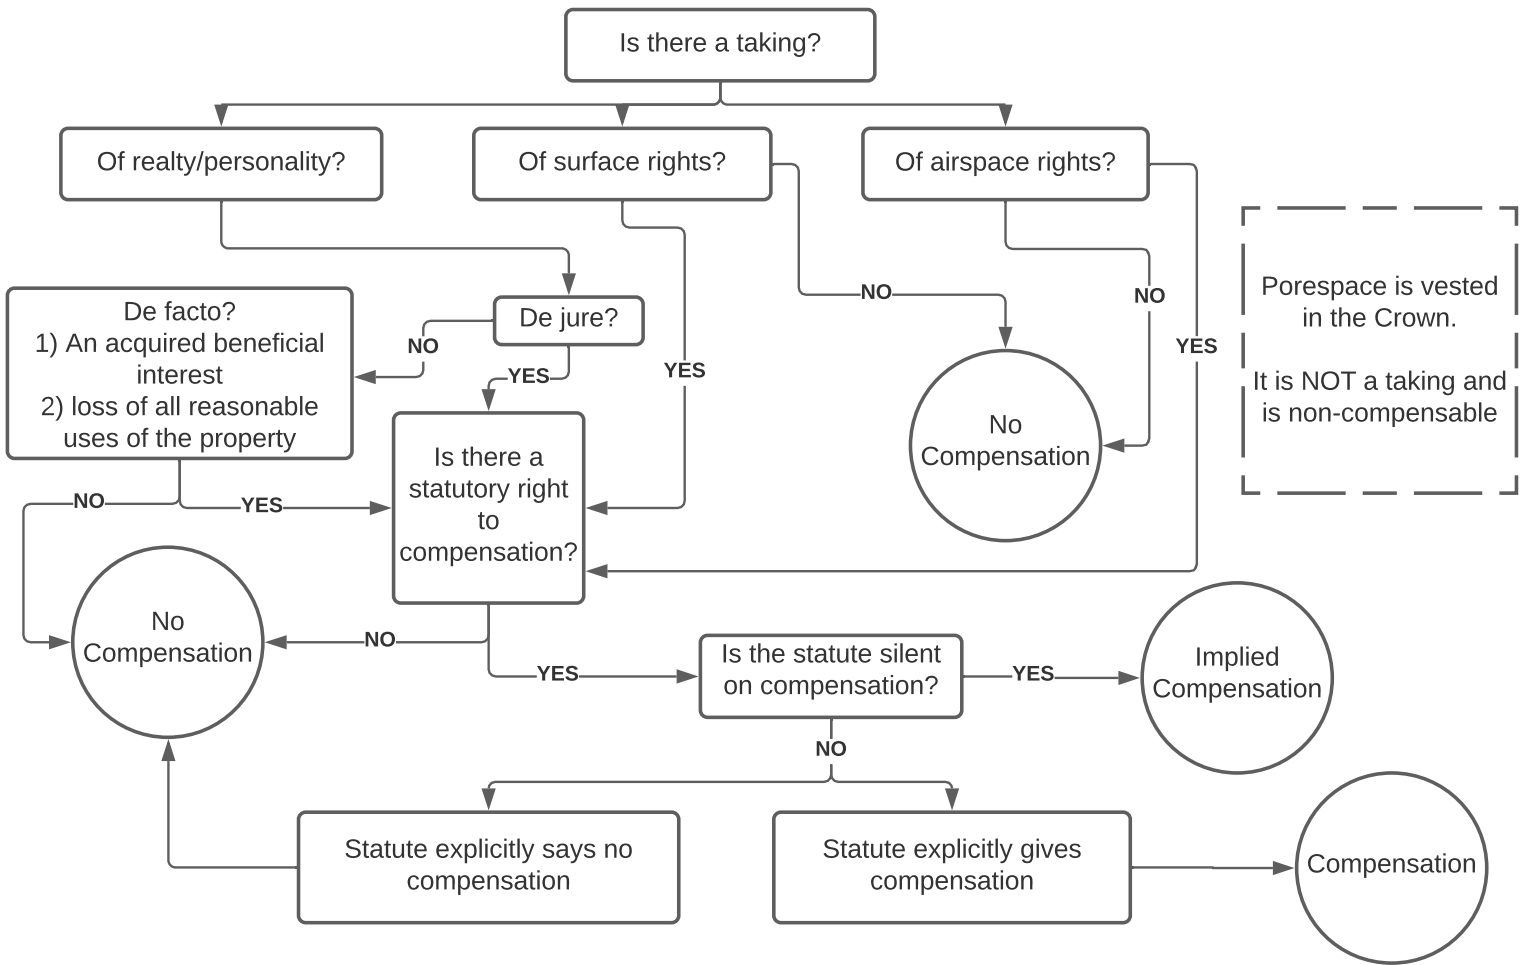 Is there a taking?
Of realty/personality?
Of surface rights?
Of airspace rights?
De facto?
1) An acquired beneficial
interest
2) loss of all reasonable
uses of the property
De jure?
NO
YES
YES
NO
NO
YES
Porespace is vested
in the Crown.
It is NOT a taking and
is non-compensable
No
Compensation
Is there a
statutory right
to
compensation?
NO
YES
No
Compensation
NO
YES
Is the statute silent
on compensation?
YES
Implied
Compensation
NO
Statute explicitly says no
compensation
Statute explicitly gives
compensation
Compensation